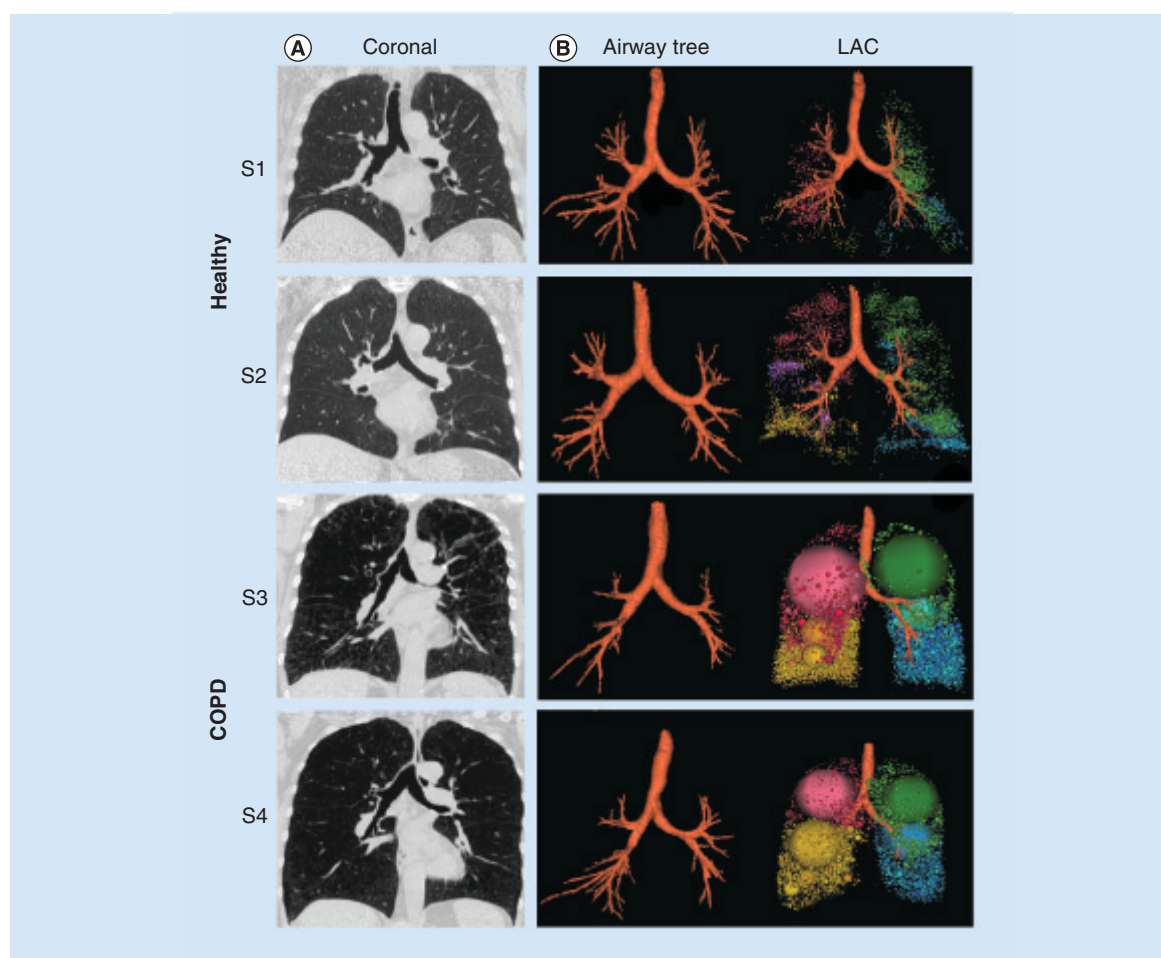 A Coronal
B Airway tree LAC
Healthy
S1
S2
COPD
S3
S4